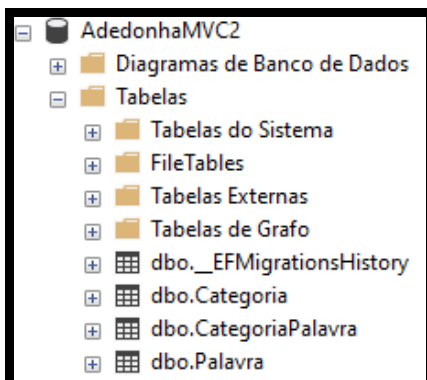 AdedonhaMVC2
Diagramas de Banco de Dados
Tabelas
Tabelas do Sistema
FileTables
Tabelas Externas
Tabelas de Grafo
dbo.__EFMigrationsHistory
dbo.Categoria
dbo.CategoriaPalavra
dbo.Palavra